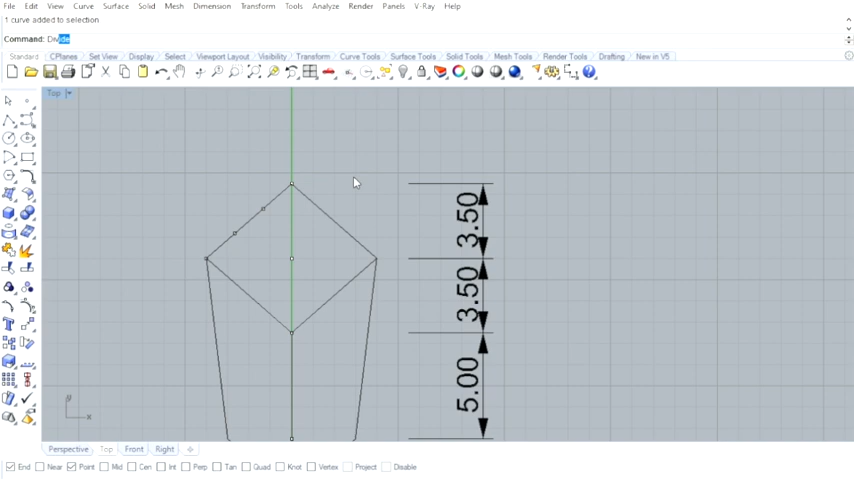 File Edit View Curve Surface Solid Mesh Dimension Transform Tools Analyze Render Panels V-Ray Help
1 curve added to selection
Command: Divide
Standard CPlanes Set View Display Select Viewport Layout Visibility Transform Curve Tools Surface Tools Solid Tools Mesh Tools Render Tools Drafting New in V5
Top
3.50
3.50
5.00
y
x
Perspective Top Front Right
End Near Point Mid Cen Int Perp Tan Quad Knot Vertex Project Disable